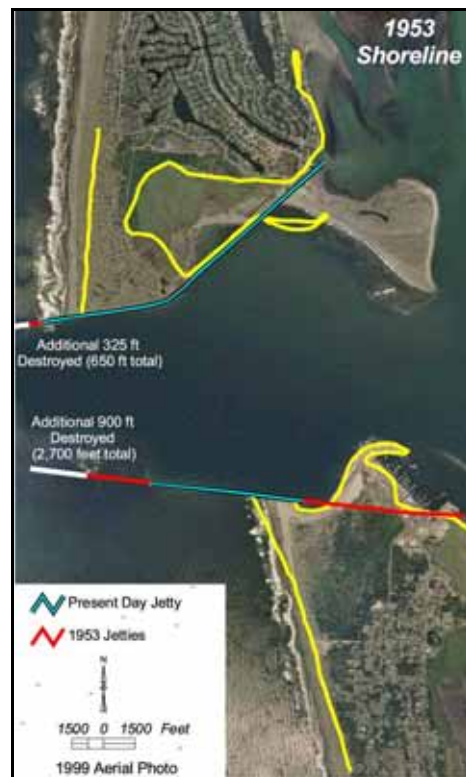 1953
Shoreline
Additional 325 ft
Destroyed (650 ft total)
Additional 900 ft
Destroyed
(2,700 feet total)
Present Day Jetty
1953 Jetties
N
1500 0 1500 Feet
1999 Aerial Photo